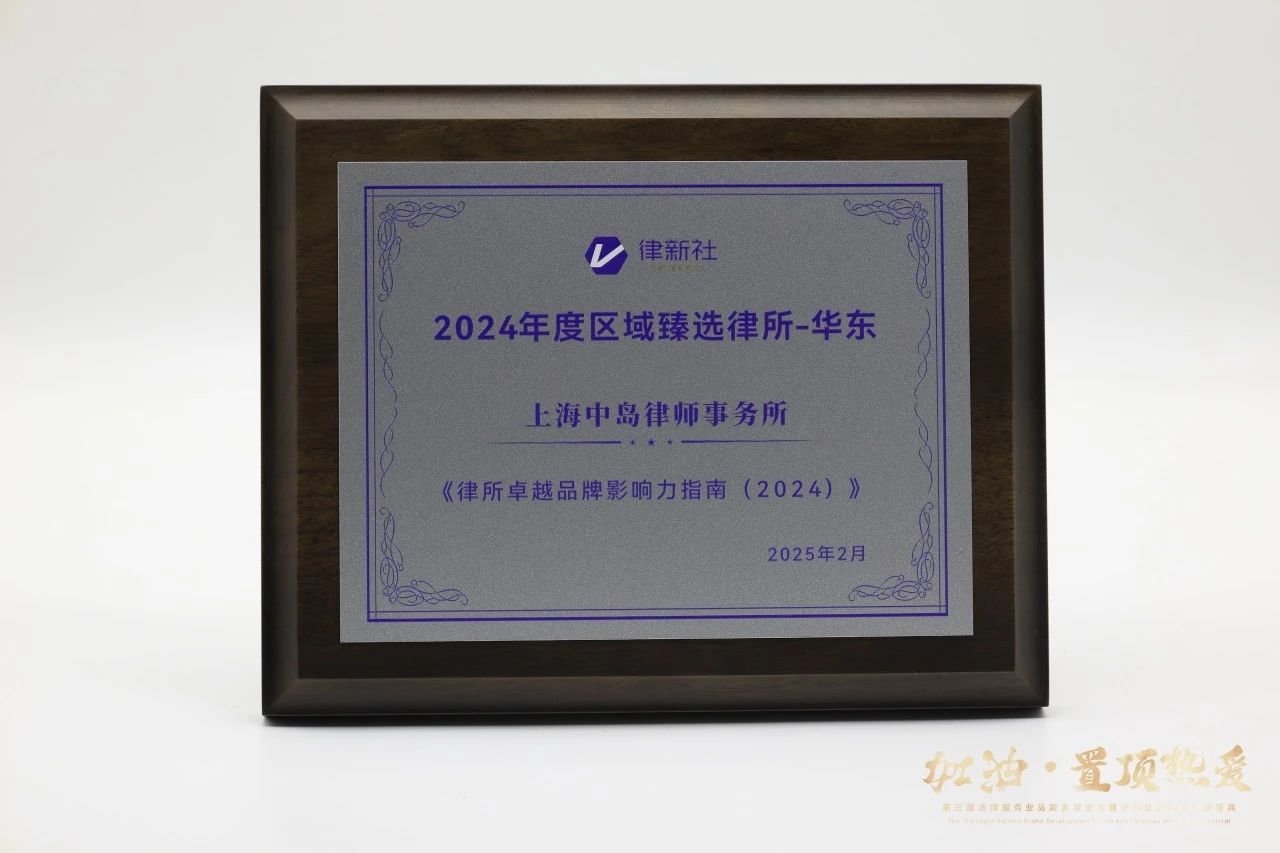 律新社
2024年度区域臻选律所-华东
上海中岛律师事务所
《律所卓越品牌影响力指南（2024）》
2025年2月
加油·置顶热爱